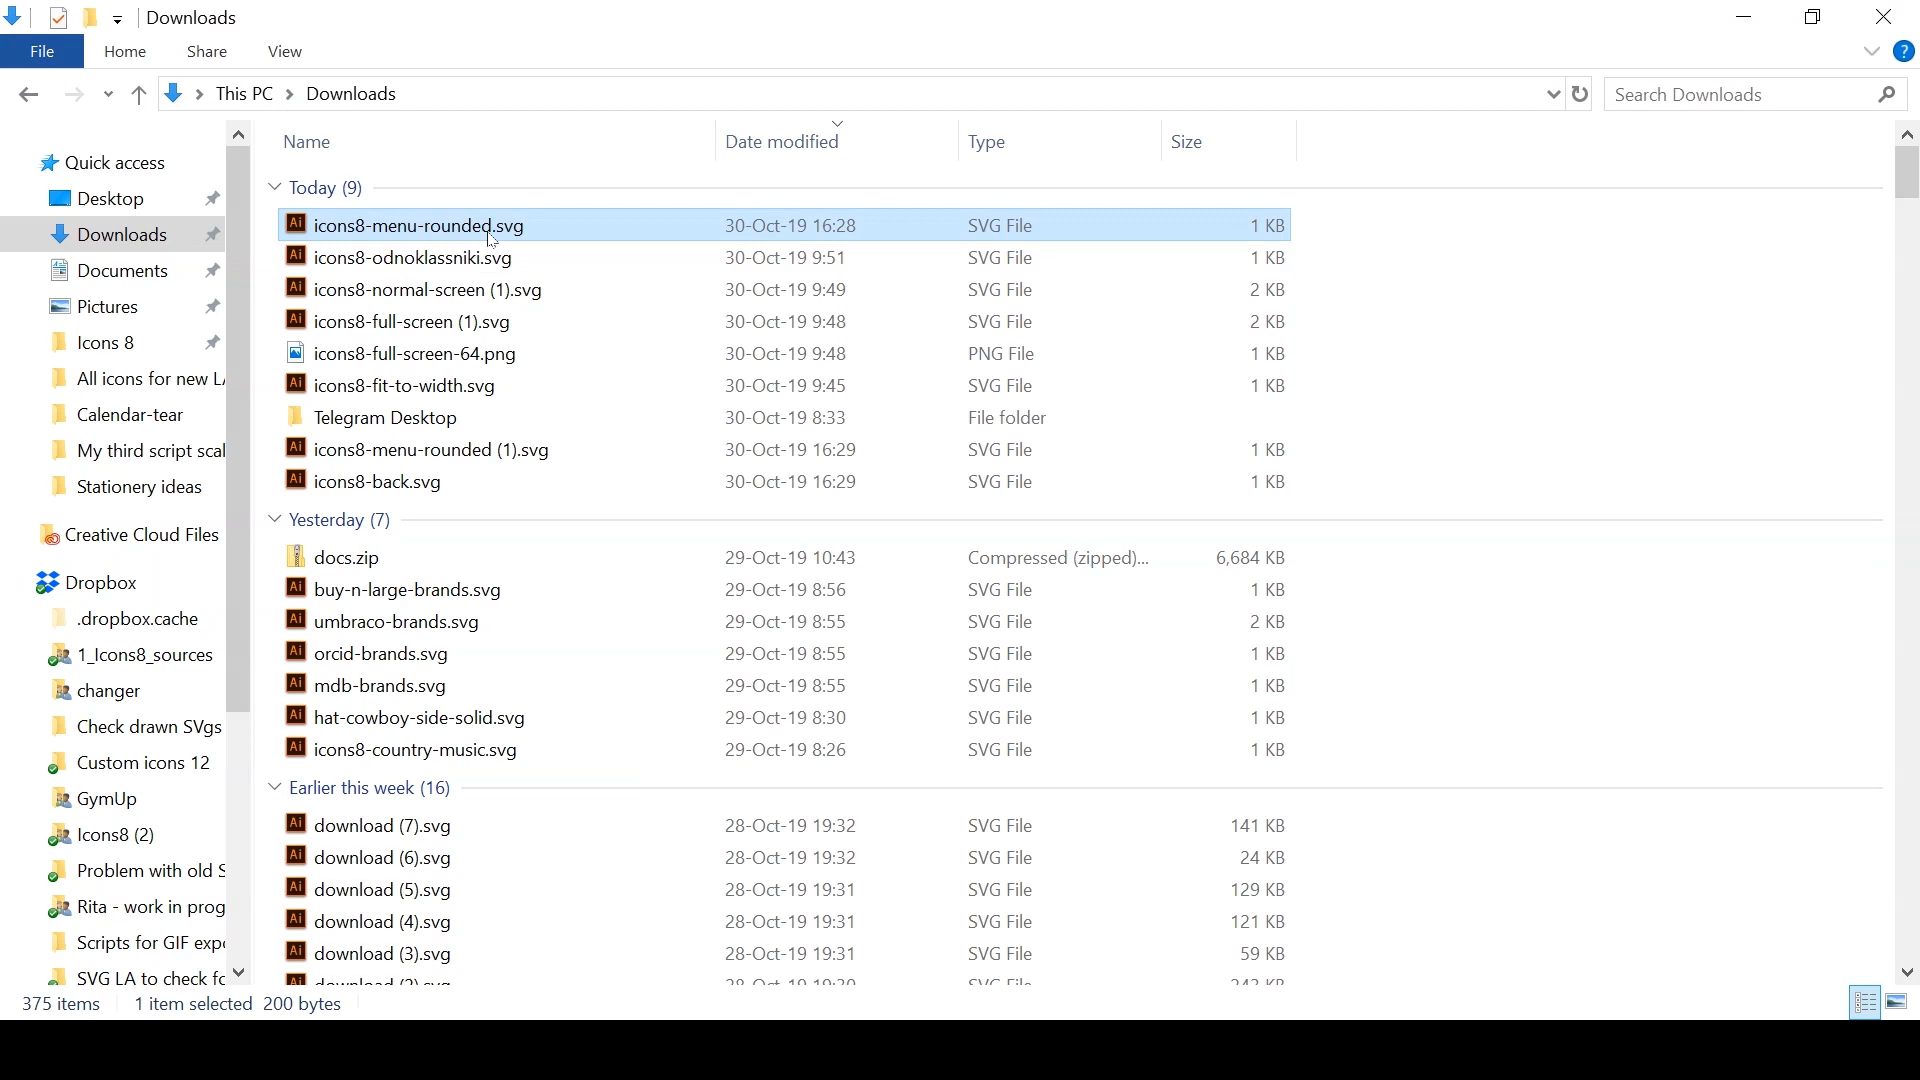 Downloads
File Home Share View
This PC > Downloads Search Downloads
Name Date modified Type Size
Quick access
Desktop
Downloads
Documents
Pictures
Icons 8
All icons for new L
Calendar-tear
My third script scal
Stationery ideas
Creative Cloud Files
Dropbox
.dropbox.cache
1_Icons8_sources
changer
Check drawn SVgs
Custom icons 12
GymUp
Icons8 (2)
Problem with old S
Rita - work in prog
Scripts for GIF exp
SVG LA to check fo
Today (9)
icons8-menu-rounded.svg 30-Oct-19 16:28 SVG File 1 KB
icons8-odnoklassniki.svg 30-Oct-19 9:51 SVG File 1 KB
icons8-normal-screen (1).svg 30-Oct-19 9:49 SVG File 2 KB
icons8-full-screen (1).svg 30-Oct-19 9:48 SVG File 2 KB
icons8-full-screen-64.png 30-Oct-19 9:48 PNG File 1 KB
icons8-fit-to-width.svg 30-Oct-19 9:45 SVG File 1 KB
Telegram Desktop 30-Oct-19 8:33 File folder
icons8-menu-rounded (1).svg 30-Oct-19 16:29 SVG File 1 KB
icons8-back.svg 30-Oct-19 16:29 SVG File 1 KB
Yesterday (7)
docs.zip 29-Oct-19 10:43 Compressed (zipped)... 6,684 KB
buy-n-large-brands.svg 29-Oct-19 8:56 SVG File 1 KB
umbraco-brands.svg 29-Oct-19 8:55 SVG File 2 KB
orcid-brands.svg 29-Oct-19 8:55 SVG File 1 KB
mdb-brands.svg 29-Oct-19 8:55 SVG File 1 KB
hat-cowboy-side-solid.svg 29-Oct-19 8:30 SVG File 1 KB
icons8-country-music.svg 29-Oct-19 8:26 SVG File 1 KB
Earlier this week (16)
download (7).svg 28-Oct-19 19:32 SVG File 141 KB
download (6).svg 28-Oct-19 19:32 SVG File 24 KB
download (5).svg 28-Oct-19 19:31 SVG File 129 KB
download (4).svg 28-Oct-19 19:31 SVG File 121 KB
download (3).svg 28-Oct-19 19:31 SVG File 59 KB
375 items 1 item selected 200 bytes